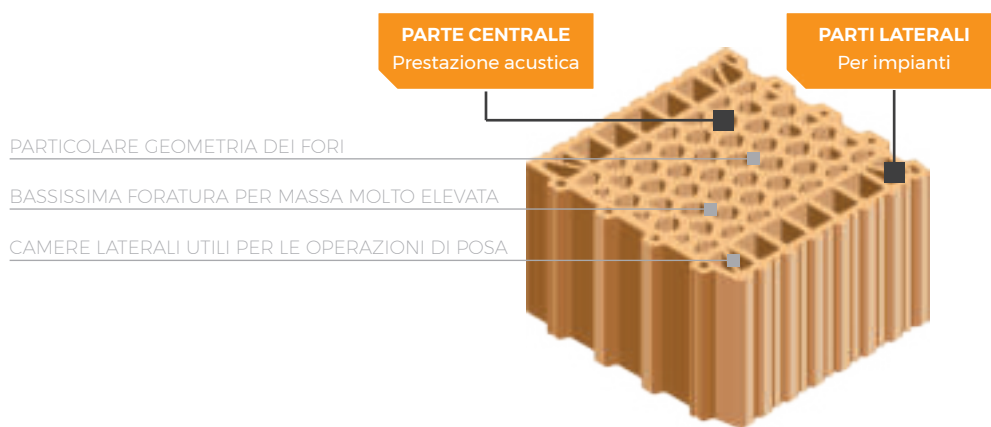 PARTE CENTRALE
Prestazione acustica
PARTI LATERALI
Per impianti
PARTICOLARE GEOMETRIA DEI FORI
BASSISSIMA FORATURA PER MASSA MOLTO ELEVATA
CAMERE LATERALI UTILI PER LE OPERAZIONI DI POSA